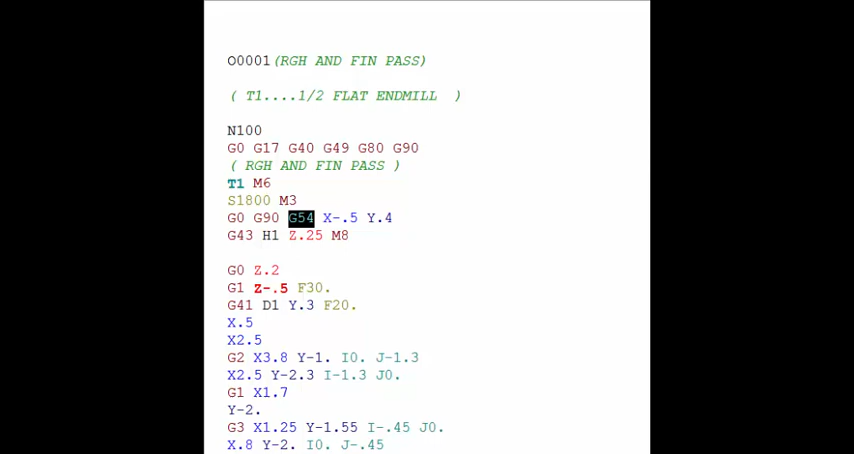 O0001(RGH AND FIN PASS)
( T1....1/2 FLAT ENDMILL )
N100
G0 G17 G40 G49 G80 G90
( RGH AND FIN PASS )
T1 M6
S1800 M3
G0 G90 G54 X-.5 Y.4
G43 H1 Z.25 M8
G0 Z.2
G1 Z-.5 F30.
G41 D1 Y.3 F20.
X.5
X2.5
G2 X3.8 Y-1. I0. J-1.3
X2.5 Y-2.3 I-1.3 J0.
G1 X1.7
Y-2.
G3 X1.25 Y-1.55 I-.45 J0.
X.8 Y-2. I0. J-.45